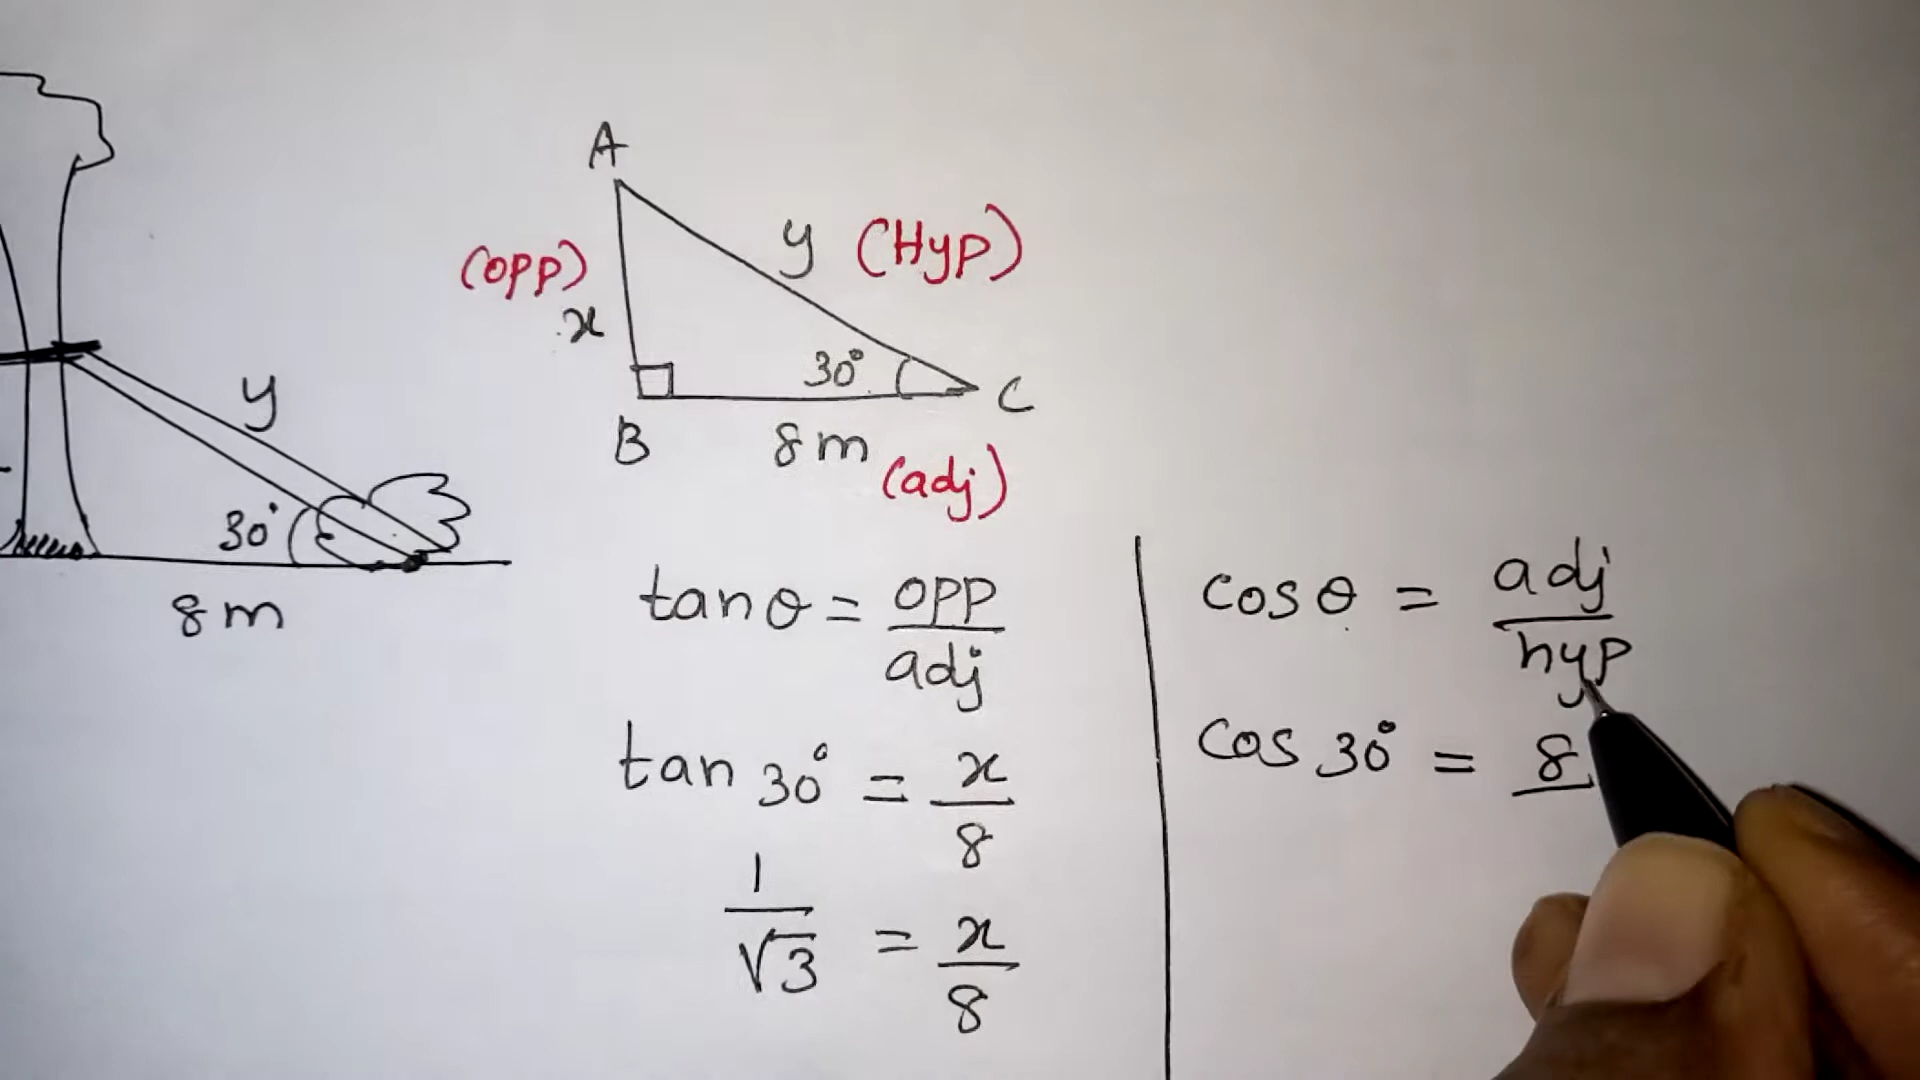 A
(opp)
x
y (Hyp)
30°
B
C
8 m
(adj)
y
30°
8 m
tan θ = opp / adj
tan 30° = x / 8
1 / √3 = x / 8
cos θ = adj / hyp
cos 30° = 8